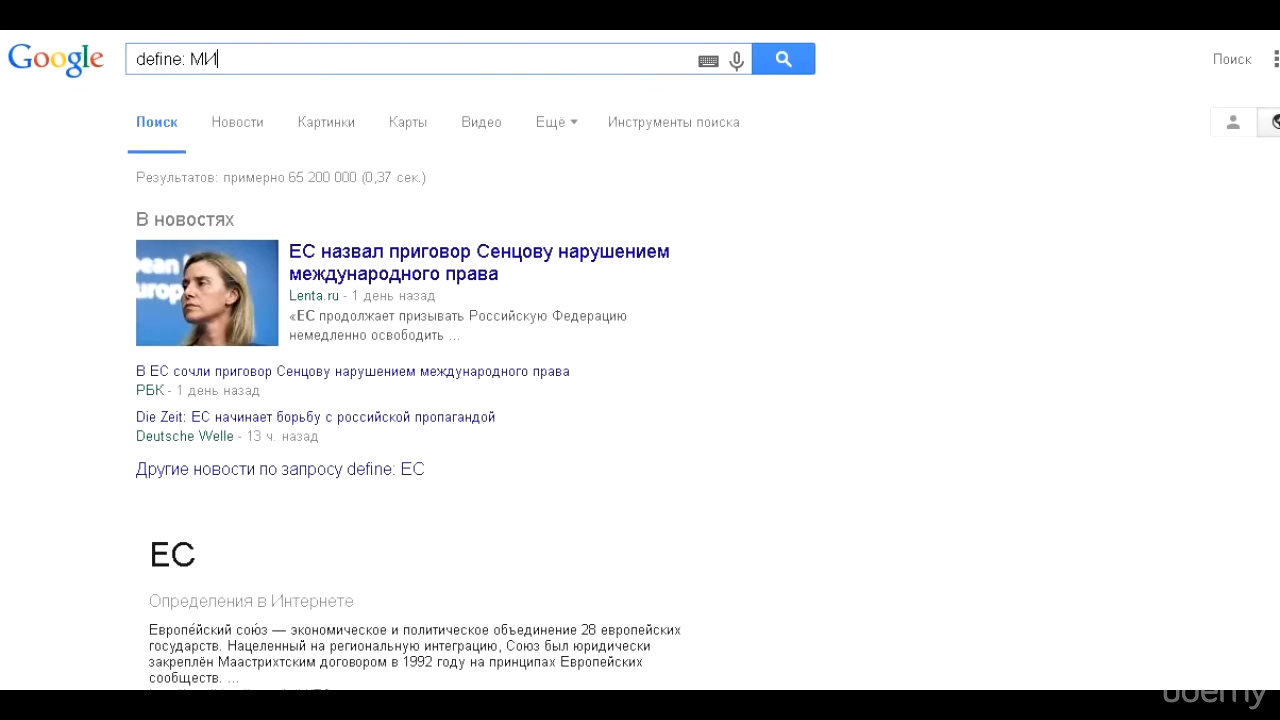 Google
define: МИ
Поиск
Поиск
Новости
Картинки
Карты
Видео
Ещё
Инструменты поиска
Результатов: примерно 65 200 000 (0,37 сек.)
В новостях
ЕС назвал приговор Сенцову нарушением
международного права
Lenta.ru - 1 день назад
«ЕС продолжает призывать Российскую Федерацию
немедленно освободить ...
В ЕС сочли приговор Сенцову нарушением международного права
РБК - 1 день назад
Die Zeit: ЕС начинает борьбу с российской пропагандой
Deutsche Welle - 13 ч. назад
Другие новости по запросу define: ЕС
ЕС
Определения в Интернете
Европе́йский сою́з — экономическое и политическое объединение 28 европейских
государств. Нацеленный на региональную интеграцию, Союз был юридически
закреплён Маастрихтским договором в 1992 году на принципах Европейских
сообществ. ...
udemy